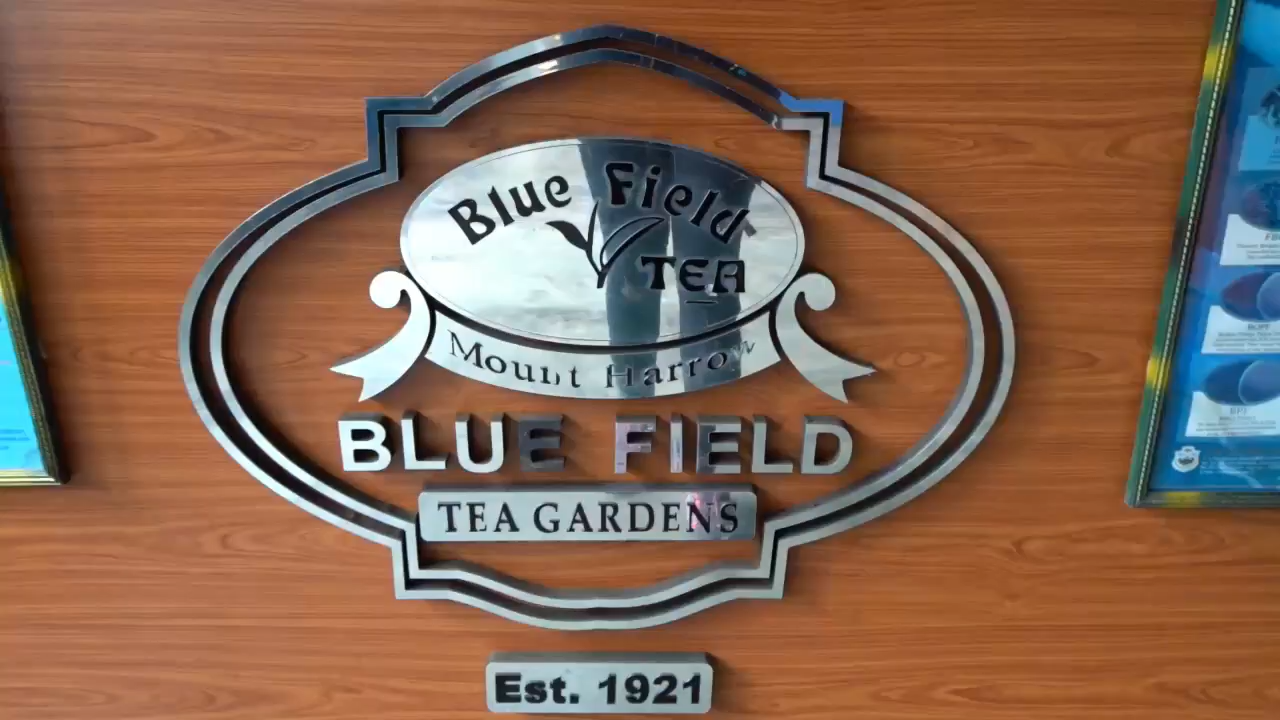 Blue Field
TEA
Mount Harrow
BLUE FIELD
TEA GARDENS
Est. 1921